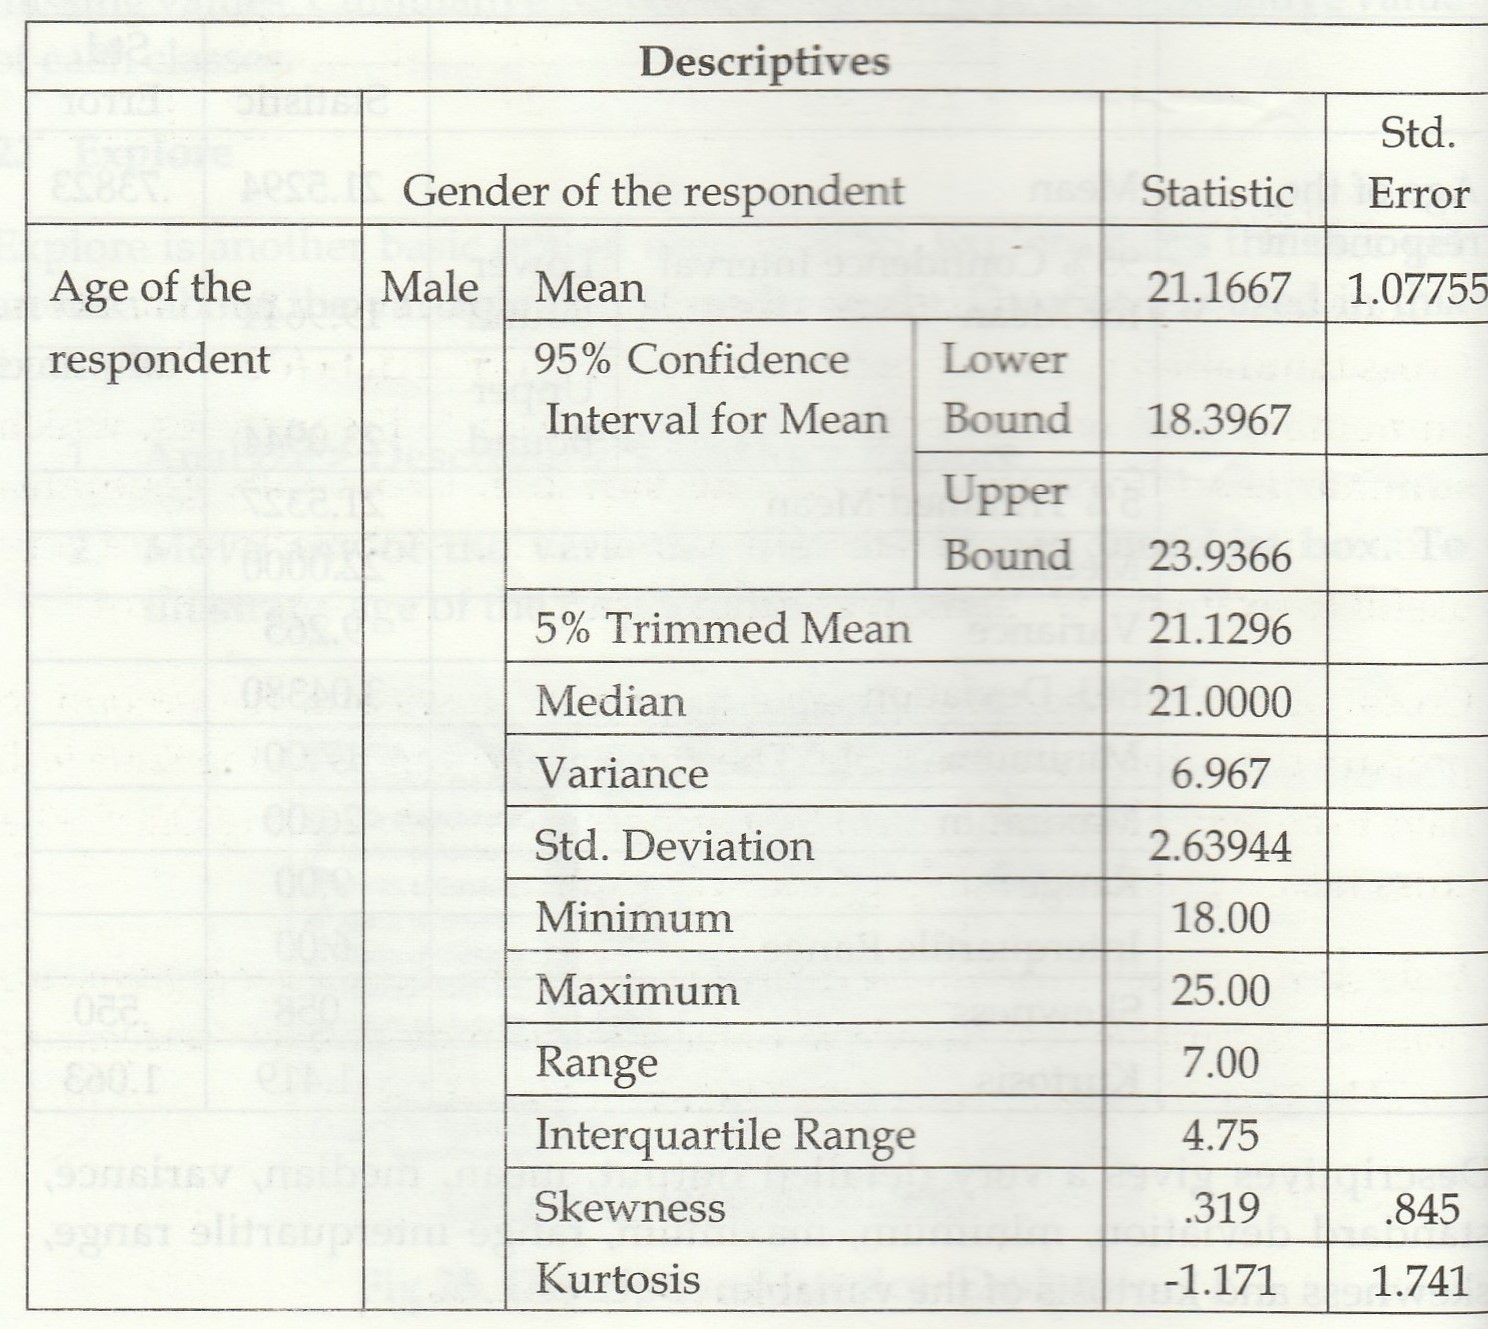 Descriptives
Gender of the respondent Statistic Std. Error
Age of the respondent Male Mean 21.1667 1.07755
95% Confidence Interval for Mean Lower Bound 18.3967
Upper Bound 23.9366
5% Trimmed Mean 21.1296
Median 21.0000
Variance 6.967
Std. Deviation 2.63944
Minimum 18.00
Maximum 25.00
Range 7.00
Interquartile Range 4.75
Skewness .319 .845
Kurtosis -1.171 1.741